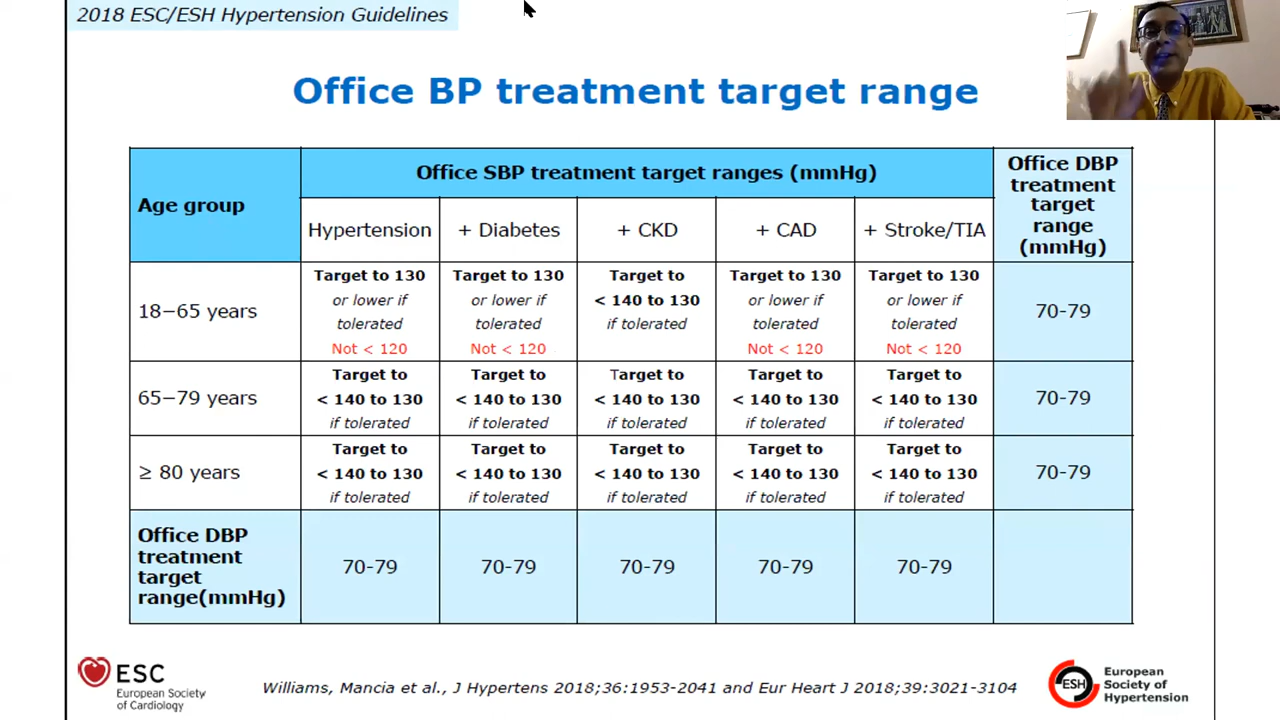 2018 ESC/ESH Hypertension Guidelines
Office BP treatment target range
Age group
Office SBP treatment target ranges (mmHg)
Office DBP
treatment
target
range
(mmHg)
Hypertension
+ Diabetes
+ CKD
+ CAD
+ Stroke/TIA
18−65 years
Target to 130
or lower if
tolerated
Not < 120
Target to 130
or lower if
tolerated
Not < 120
Target to
< 140 to 130
if tolerated
Target to 130
or lower if
tolerated
Not < 120
Target to 130
or lower if
tolerated
Not < 120
70-79
65−79 years
Target to
< 140 to 130
if tolerated
Target to
< 140 to 130
if tolerated
Target to
< 140 to 130
if tolerated
Target to
< 140 to 130
if tolerated
Target to
< 140 to 130
if tolerated
70-79
≥ 80 years
Target to
< 140 to 130
if tolerated
Target to
< 140 to 130
if tolerated
Target to
< 140 to 130
if tolerated
Target to
< 140 to 130
if tolerated
Target to
< 140 to 130
if tolerated
70-79
Office DBP
treatment
target
range(mmHg)
70-79
70-79
70-79
70-79
70-79
ESC
European Society
of Cardiology
Williams, Mancia et al., J Hypertens 2018;36:1953-2041 and Eur Heart J 2018;39:3021-3104
ESH
European
Society of
Hypertension